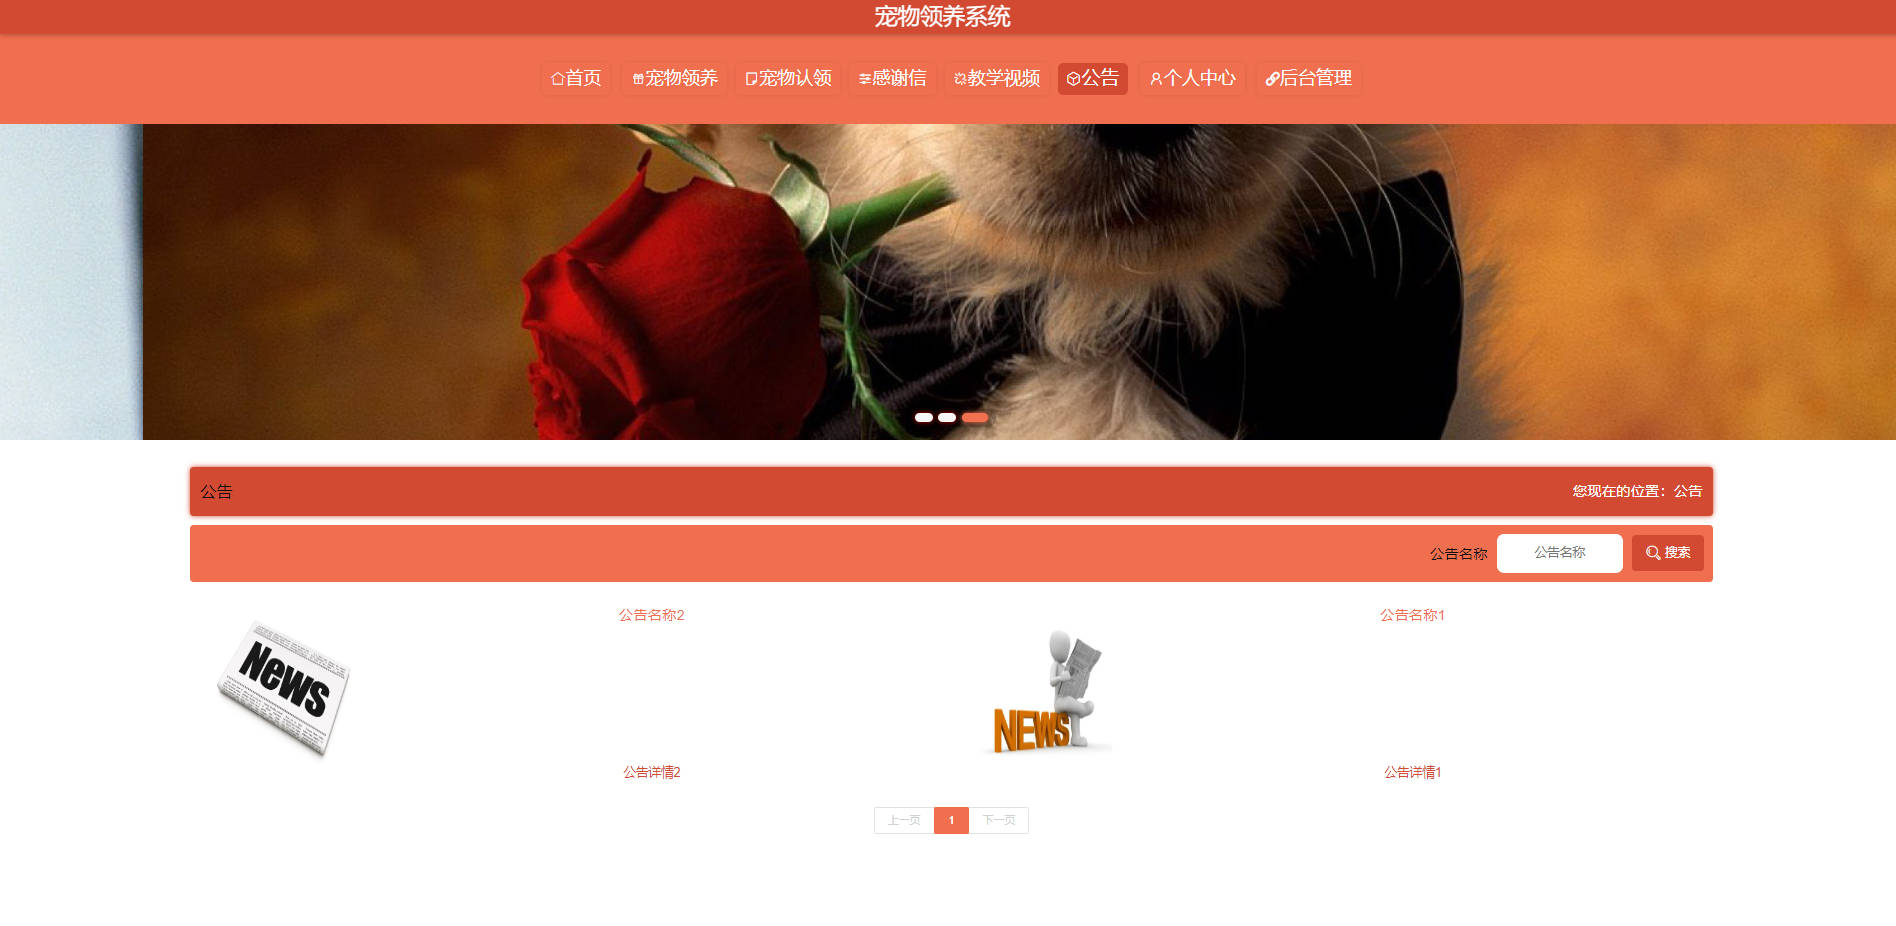 宠物领养系统
首页 宠物领养 宠物认领 感谢信 教学视频 公告 个人中心 后台管理
公告 您现在的位置：公告
公告名称 公告名称 搜索
公告名称2 公告名称1
News
NEWS
公告详情2 公告详情1
上一页 1 下一页